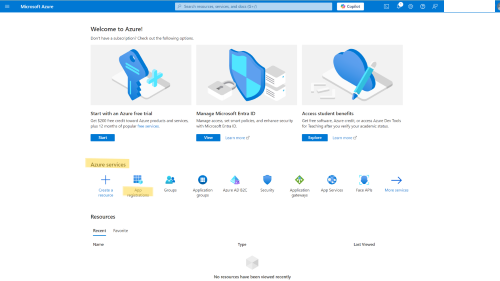 Microsoft Azure
Search resources, services, and docs (G+/)
Copilot
Welcome to Azure!
Don't have a subscription? Check out the following options.
Start with an Azure free trial
Get $200 free credit toward Azure products and services,
plus 12 months of popular free services.
Start
Manage Microsoft Entra ID
Manage access, set smart policies, and enhance security
with Microsoft Entra ID.
View
Learn more
Access student benefits
Get free software, Azure credit, or access Azure Dev Tools
for Teaching after you verify your academic status.
Explore
Learn more
Azure services
Create a
resource
App
registrations
Groups
Application
groups
Azure AD B2C
Security
Application
gateways
App Services
Face APIs
More services
Resources
Recent
Favorite
Name
Type
Last Viewed
No resources have been viewed recently